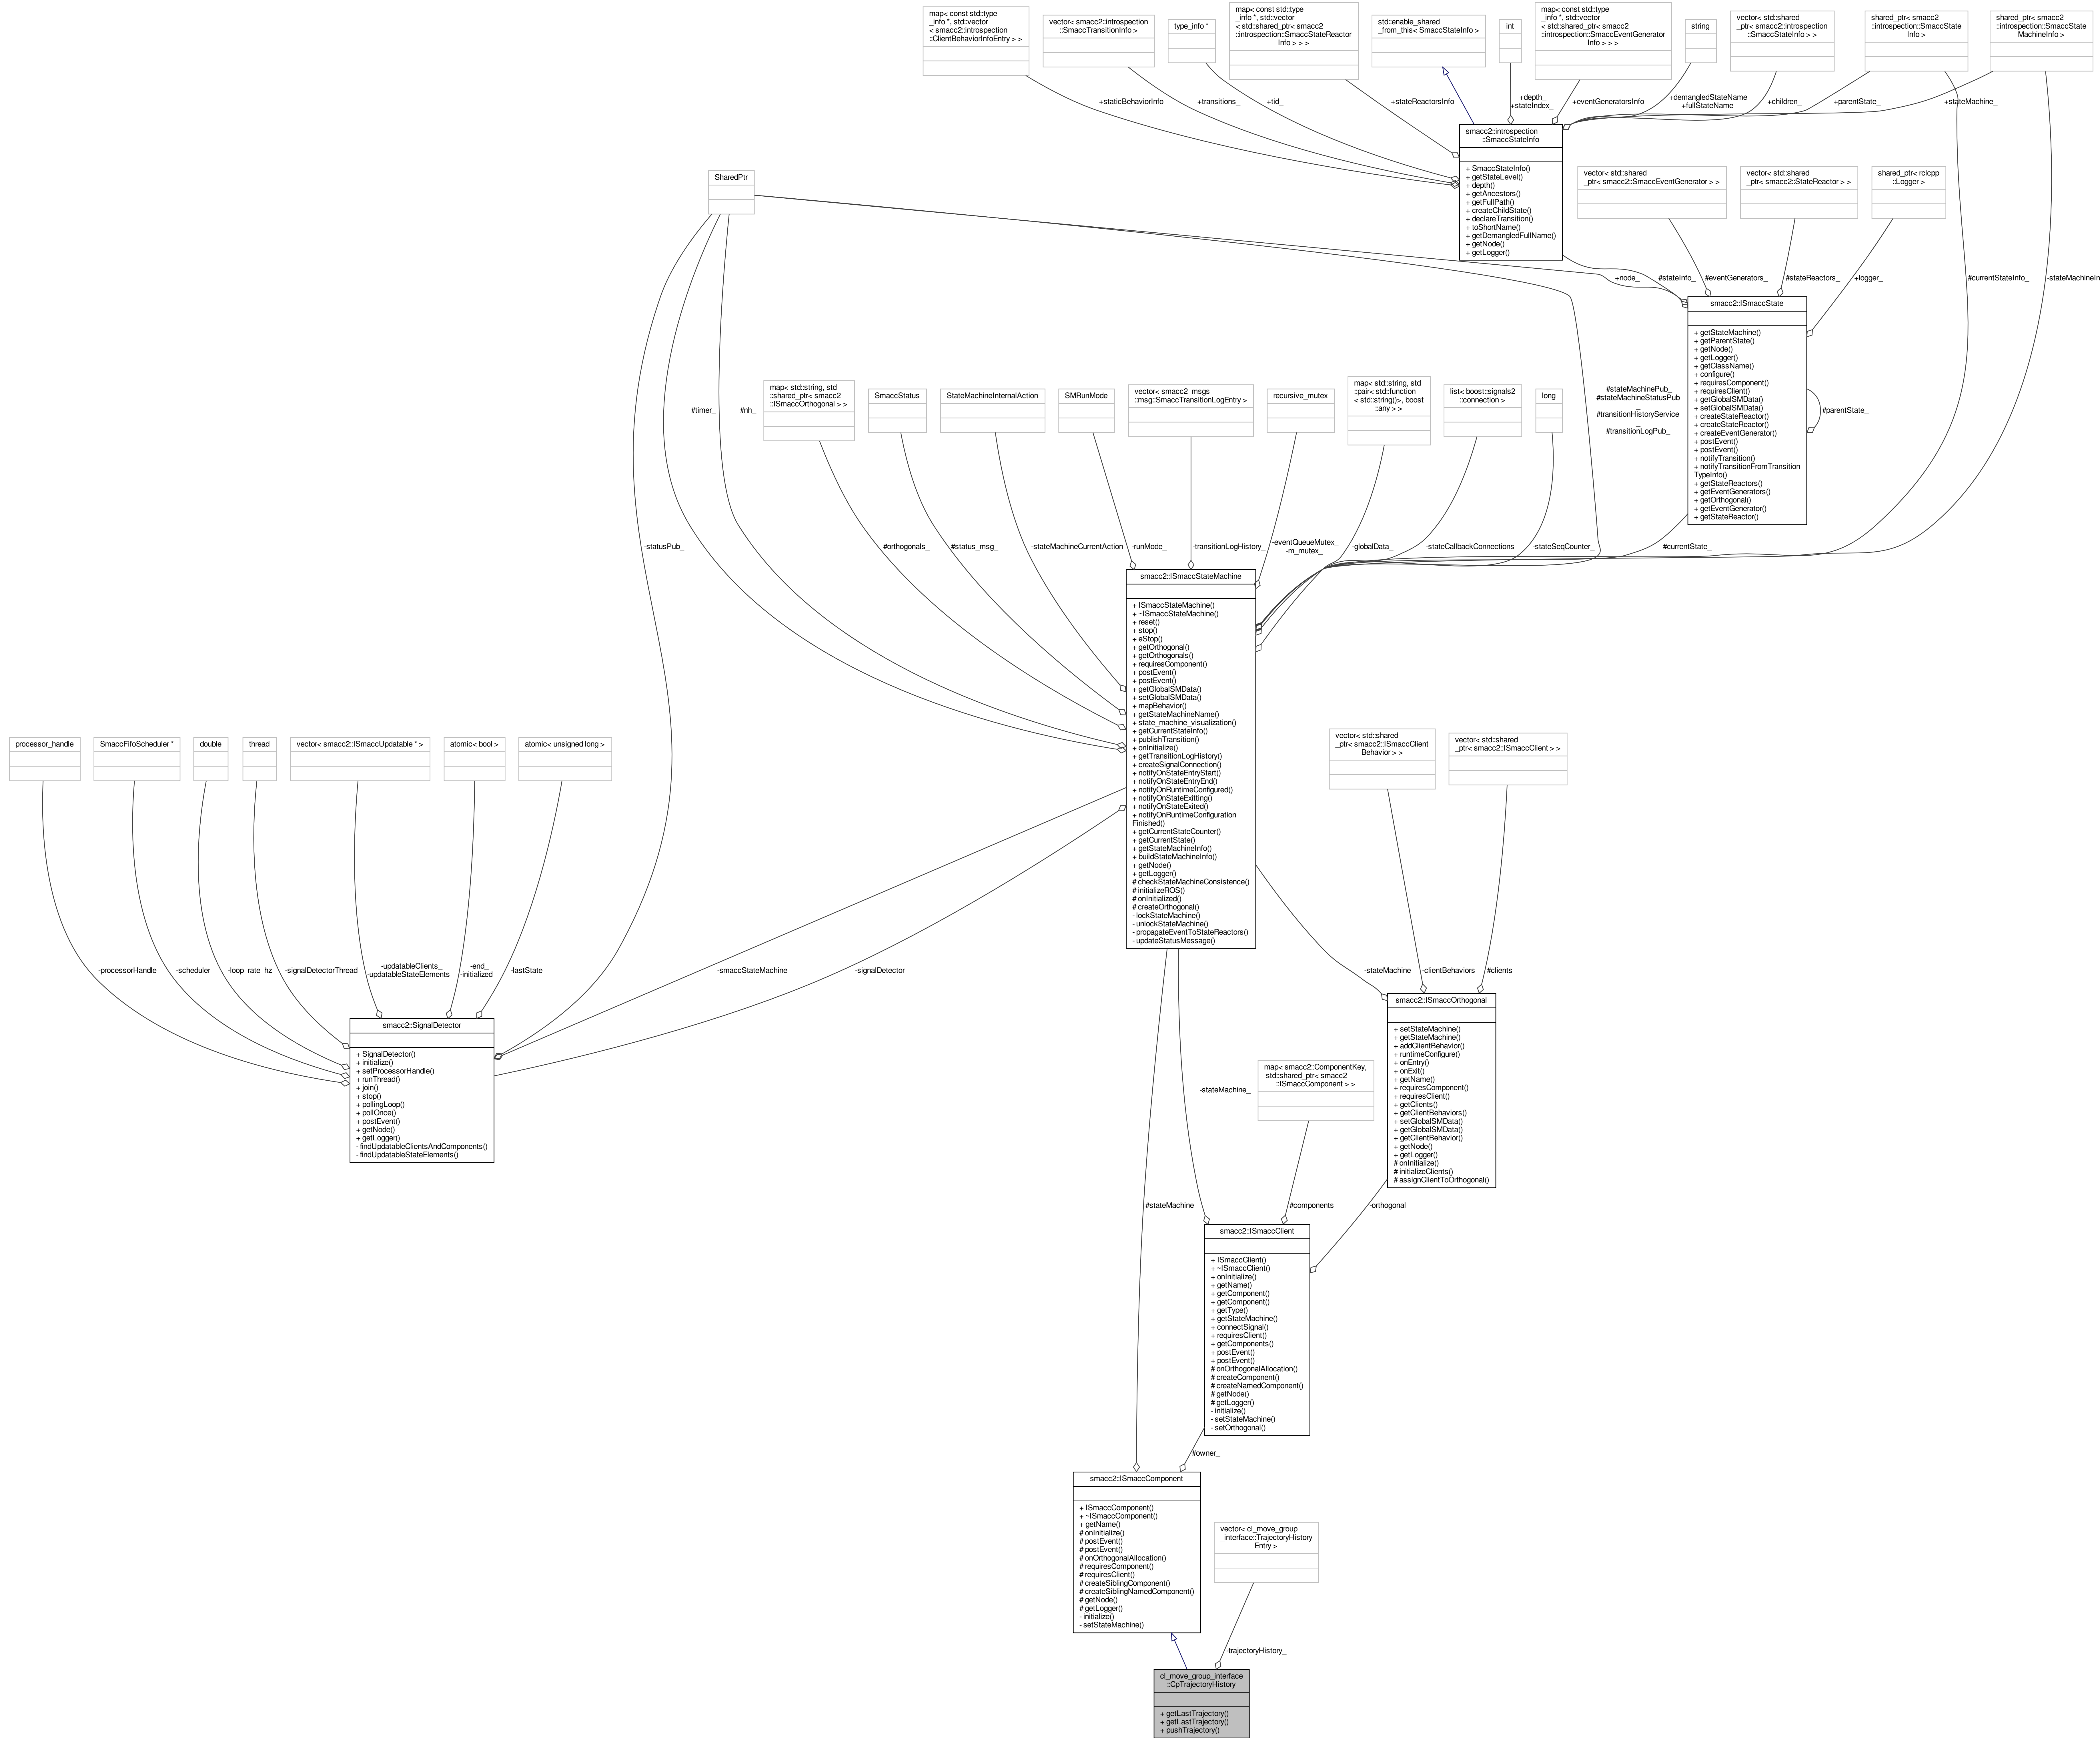 map< const std::type
_info *, std::vector
< smacc2::introspection
::ClientBehaviorInfoEntry > >
vector< smacc2::introspection
::SmaccTransitionInfo >
type_info *
map< const std::type
_info *, std::vector
< std::shared_ptr< smacc2
::introspection::SmaccStateReactor
Info > > >
std::enable_shared
_from_this< SmaccStateInfo >
int
map< const std::type
_info *, std::vector
< std::shared_ptr< smacc2
::introspection::SmaccEventGenerator
Info > > >
string
vector< std::shared
_ptr< smacc2::introspection
::SmaccStateInfo > >
shared_ptr< smacc2
::introspection::SmaccState
Info >
shared_ptr< smacc2
::introspection::SmaccState
MachineInfo >
+staticBehaviorInfo
+transitions_
+tid_
+stateReactorsInfo
+depth_
+stateIndex_
+eventGeneratorsInfo
+demangledStateName
+fullStateName
+children_
+parentState_
+stateMachine_
smacc2::introspection
::SmaccStateInfo
+ SmaccStateInfo()
+ getStateLevel()
+ depth()
+ getAncestors()
+ getFullPath()
+ createChildState()
+ declareTransition()
+ toShortName()
+ getDemangledFullName()
+ getNode()
+ getLogger()
SharedPtr
vector< std::shared
_ptr< smacc2::SmaccEventGenerator > >
vector< std::shared
_ptr< smacc2::StateReactor > >
shared_ptr< rclcpp
::Logger >
+node_
#stateInfo_
#eventGenerators_
#stateReactors_
+logger_
#currentStateInfo_
-stateMachineIn
smacc2::ISmaccState
+ getStateMachine()
+ getParentState()
+ getNode()
+ getLogger()
+ getClassName()
+ configure()
+ requiresComponent()
+ requiresClient()
+ getGlobalSMData()
+ setGlobalSMData()
+ createStateReactor()
+ createStateReactor()
+ createEventGenerator()
+ postEvent()
+ postEvent()
+ notifyTransition()
+ notifyTransitionFromTransition
TypeInfo()
+ getStateReactors()
+ getEventGenerators()
+ getOrthogonal()
+ getEventGenerator()
+ getStateReactor()
#parentState_
#timer_
#nh_
map< std::string, std
::shared_ptr< smacc2
::ISmaccOrthogonal > >
SmaccStatus
StateMachineInternalAction
SMRunMode
vector< smacc2_msgs
::msg::SmaccTransitionLogEntry >
recursive_mutex
map< std::string, std
::pair< std::function
< std::string()>, boost
::any > >
list< boost::signals2
::connection >
long
#stateMachinePub_
#stateMachineStatusPub
_
#transitionHistoryService
_
#transitionLogPub_
-statusPub_
#orthogonals_
#status_msg_
-stateMachineCurrentAction
-runMode_
-transitionLogHistory_
-eventQueueMutex_
-m_mutex_
-globalData_
-stateCallbackConnections
-stateSeqCounter_
#currentState_
smacc2::ISmaccStateMachine
+ ISmaccStateMachine()
+ ~ISmaccStateMachine()
+ reset()
+ stop()
+ eStop()
+ getOrthogonal()
+ getOrthogonals()
+ requiresComponent()
+ postEvent()
+ postEvent()
+ getGlobalSMData()
+ setGlobalSMData()
+ mapBehavior()
+ getStateMachineName()
+ state_machine_visualization()
+ getCurrentStateInfo()
+ publishTransition()
+ onInitialize()
+ getTransitionLogHistory()
+ createSignalConnection()
+ notifyOnStateEntryStart()
+ notifyOnStateEntryEnd()
+ notifyOnRuntimeConfigured()
+ notifyOnStateExitting()
+ notifyOnStateExited()
+ notifyOnRuntimeConfiguration
Finished()
+ getCurrentStateCounter()
+ getCurrentState()
+ getStateMachineInfo()
+ buildStateMachineInfo()
+ getNode()
+ getLogger()
# checkStateMachineConsistence()
# initializeROS()
# onInitialized()
# createOrthogonal()
- lockStateMachine()
- unlockStateMachine()
- propagateEventToStateReactors()
- updateStatusMessage()
processor_handle
SmaccFifoScheduler *
double
thread
vector< smacc2::ISmaccUpdatable * >
atomic< bool >
atomic< unsigned long >
vector< std::shared
_ptr< smacc2::ISmaccClient
Behavior > >
vector< std::shared
_ptr< smacc2::ISmaccClient > >
-processorHandle_
-scheduler_
-loop_rate_hz
-signalDetectorThread_
-updatableClients_
-updatableStateElements_
-end_
-initialized_
-lastState_
-smaccStateMachine_
-signalDetector_
-stateMachine_
-clientBehaviors_
#clients_
smacc2::SignalDetector
+ SignalDetector()
+ initialize()
+ setProcessorHandle()
+ runThread()
+ join()
+ stop()
+ pollingLoop()
+ pollOnce()
+ postEvent()
+ getNode()
+ getLogger()
- findUpdatableClientsAndComponents()
- findUpdatableStateElements()
smacc2::ISmaccOrthogonal
+ setStateMachine()
+ getStateMachine()
+ addClientBehavior()
+ runtimeConfigure()
+ onEntry()
+ onExit()
+ getName()
+ requiresComponent()
+ requiresClient()
+ getClients()
+ getClientBehaviors()
+ setGlobalSMData()
+ getGlobalSMData()
+ getClientBehavior()
+ getNode()
+ getLogger()
# onInitialize()
# initializeClients()
# assignClientToOrthogonal()
-stateMachine_
map< smacc2::ComponentKey,
std::shared_ptr< smacc2
::ISmaccComponent > >
#stateMachine_
#components_
-orthogonal_
smacc2::ISmaccClient
+ ISmaccClient()
+ ~ISmaccClient()
+ onInitialize()
+ getName()
+ getComponent()
+ getComponent()
+ getType()
+ getStateMachine()
+ connectSignal()
+ requiresClient()
+ getComponents()
+ postEvent()
+ postEvent()
# onOrthogonalAllocation()
# createComponent()
# createNamedComponent()
# getNode()
# getLogger()
- initialize()
- setStateMachine()
- setOrthogonal()
#owner_
smacc2::ISmaccComponent
+ ISmaccComponent()
+ ~ISmaccComponent()
+ getName()
# onInitialize()
# postEvent()
# postEvent()
# onOrthogonalAllocation()
# requiresComponent()
# requiresClient()
# createSiblingComponent()
# createSiblingNamedComponent()
# getNode()
# getLogger()
- initialize()
- setStateMachine()
vector< cl_move_group
_interface::TrajectoryHistory
Entry >
-trajectoryHistory_
cl_move_group_interface
::CpTrajectoryHistory
+ getLastTrajectory()
+ getLastTrajectory()
+ pushTrajectory()